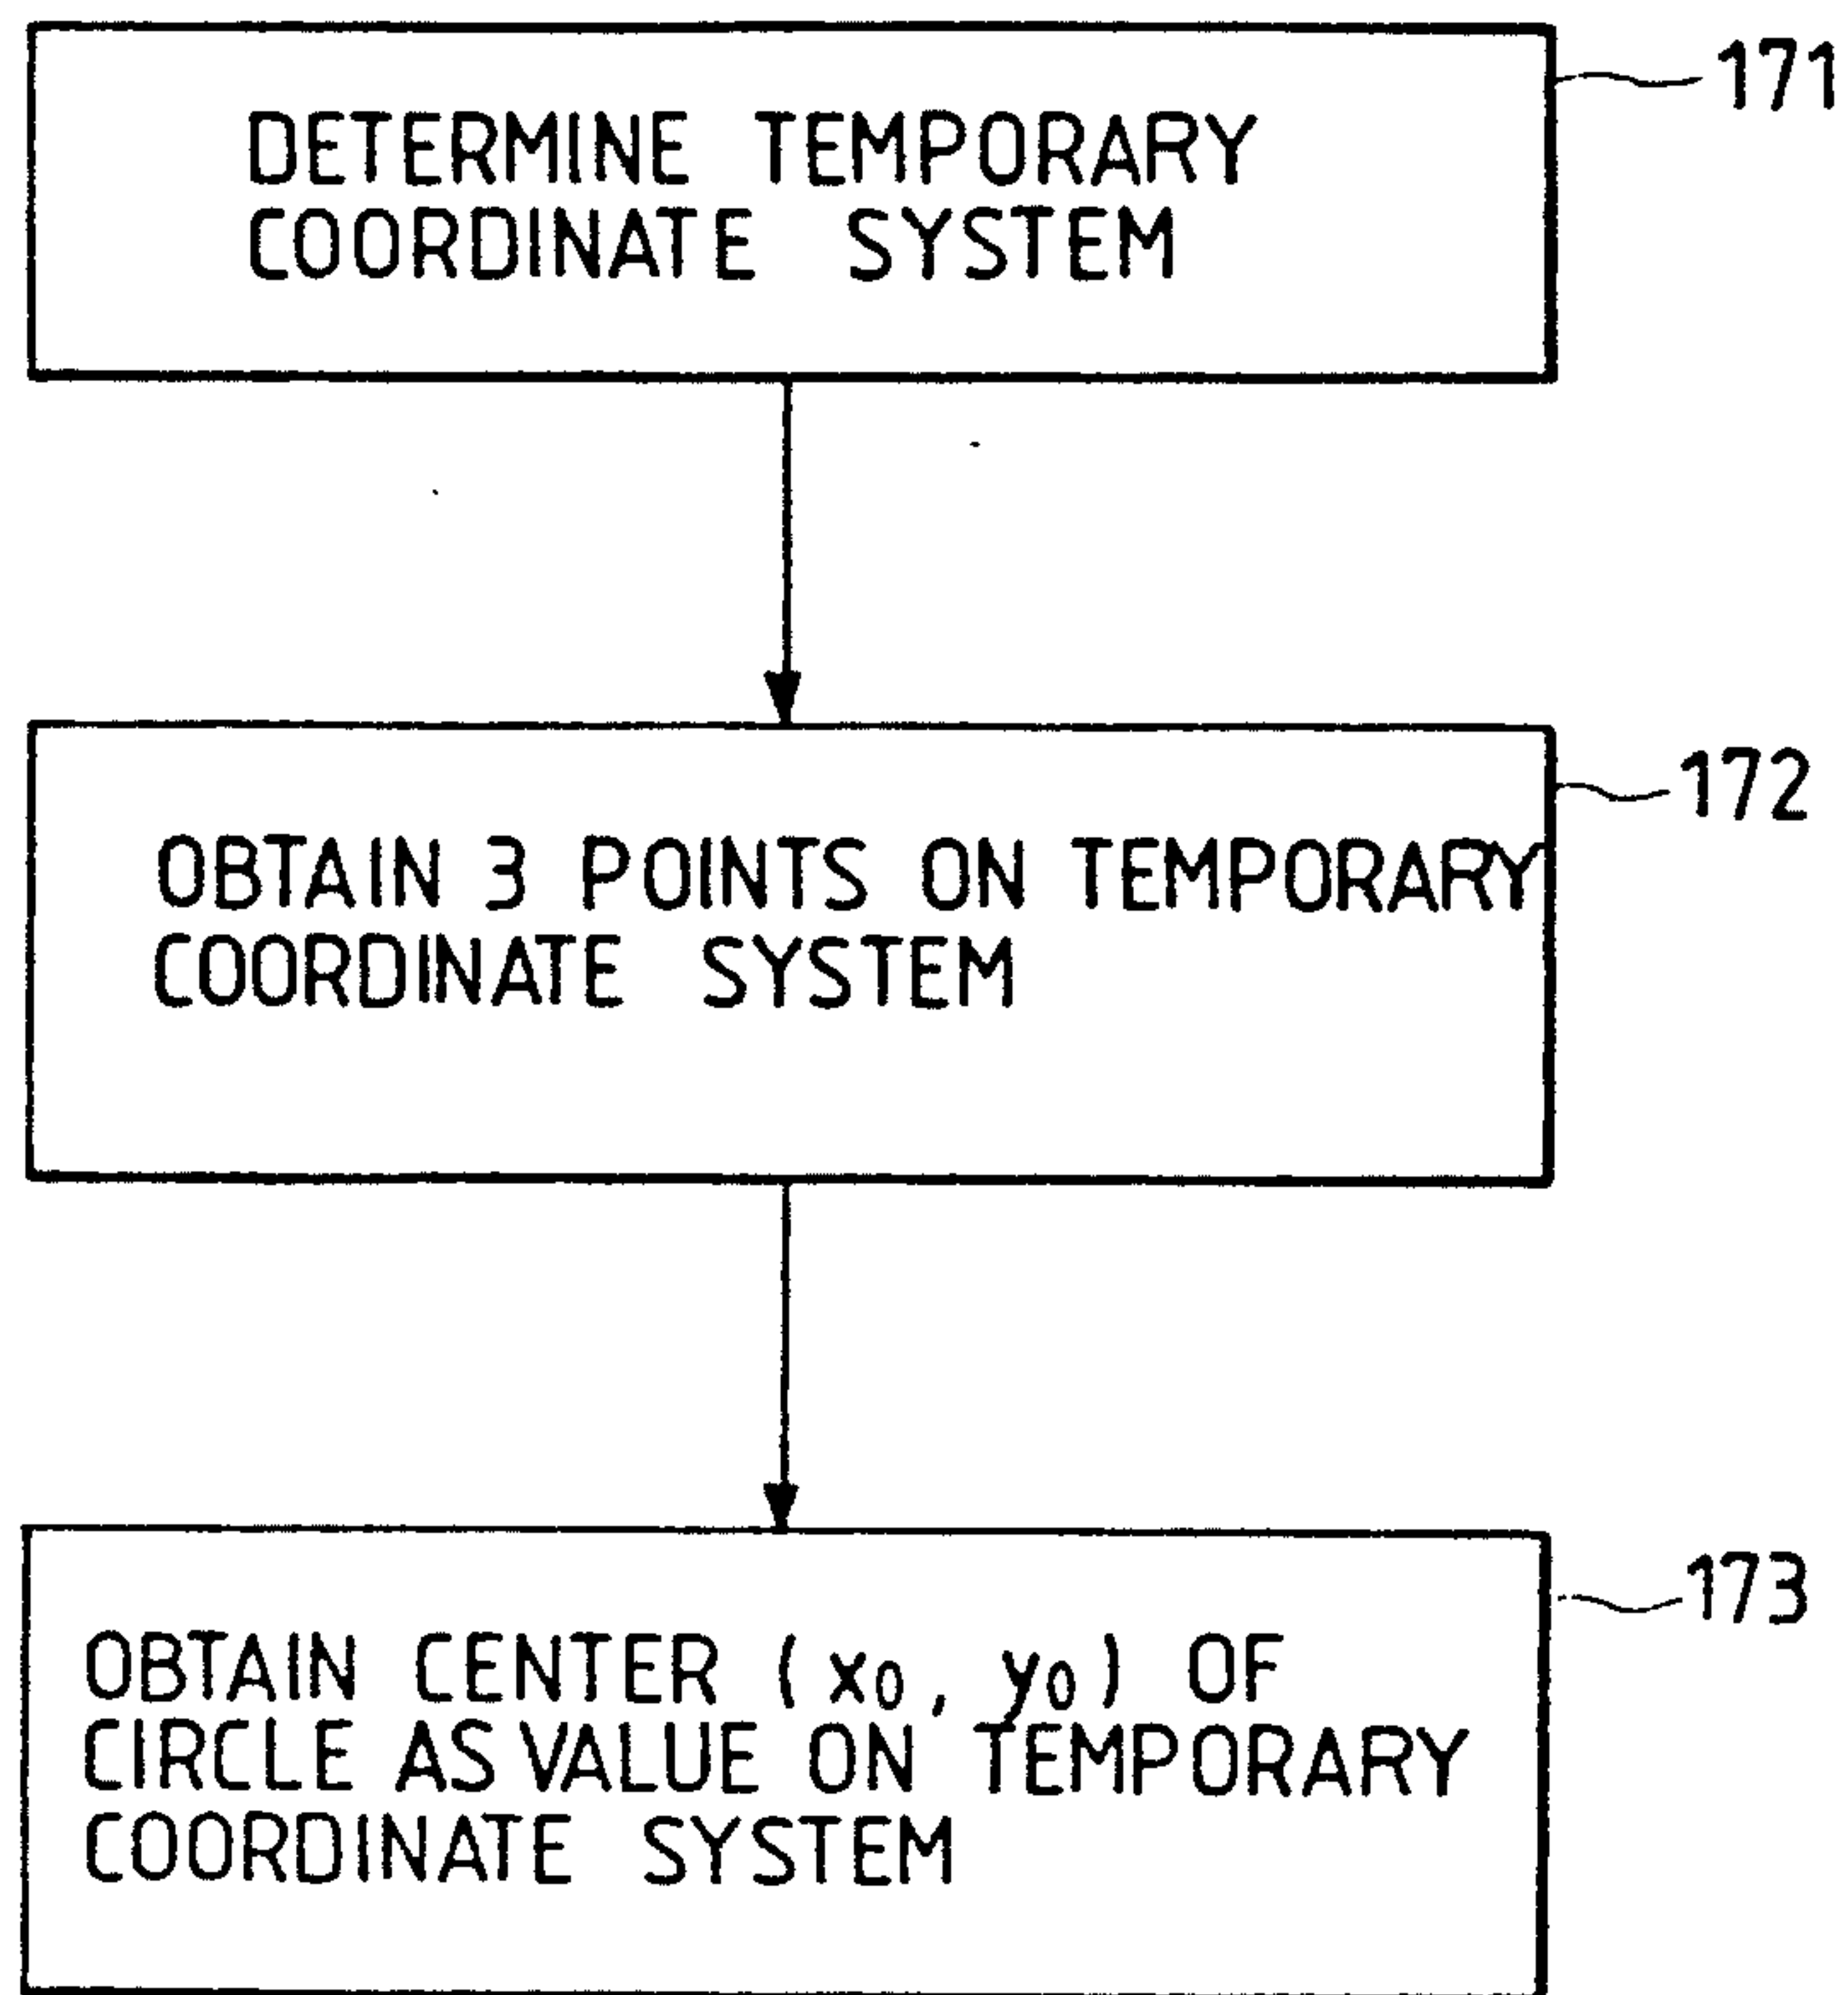 171
DETERMINE TEMPORARY
COORDINATE SYSTEM
172
OBTAIN 3 POINTS ON TEMPORARY
COORDINATE SYSTEM
173
OBTAIN CENTER (x₀, y₀) OF
CIRCLE AS VALUE ON TEMPORARY
COORDINATE SYSTEM